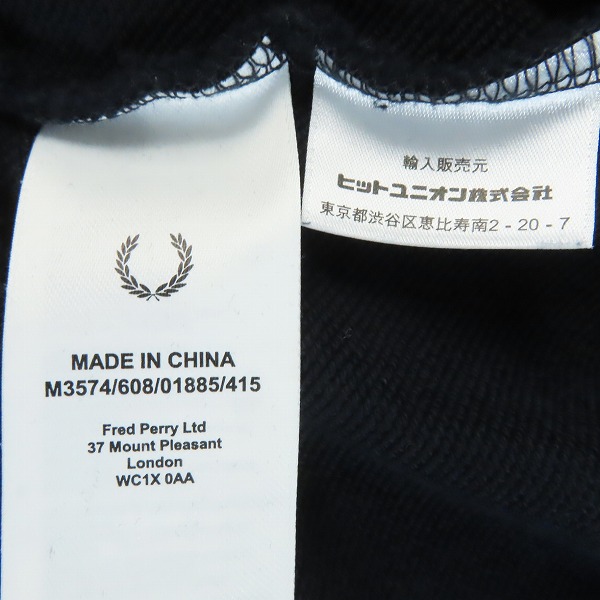 MADE IN CHINA
M3574/608/01885/415
Fred Perry Ltd
37 Mount Pleasant
London
WC1X 0AA
輸入販売元
ヒットユニオン株式会社
東京都渋谷区恵比寿南2-20-7